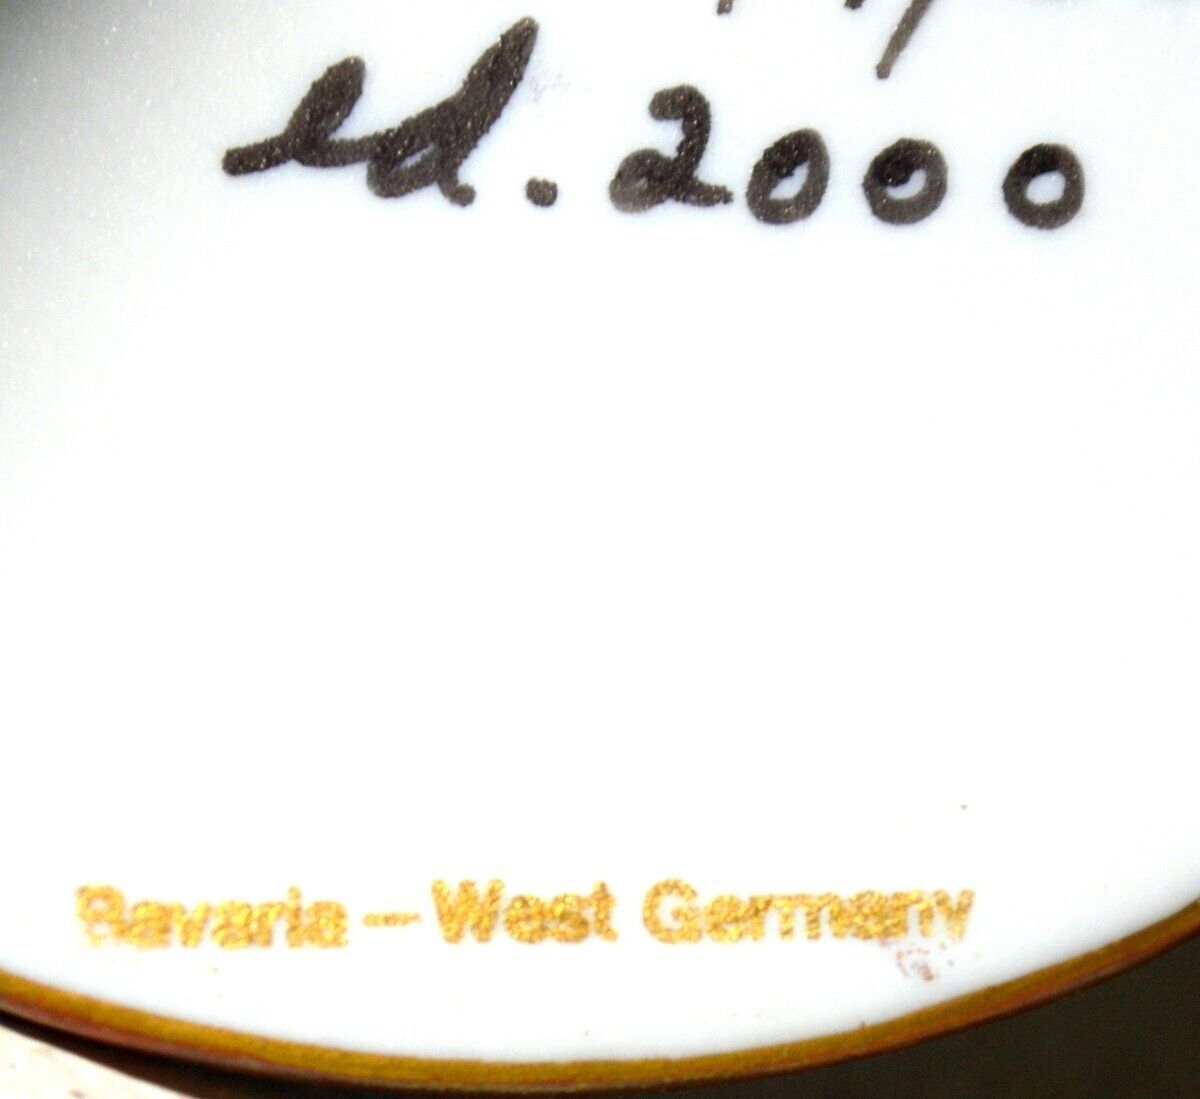 ed. 2000
Bavaria — West Germany